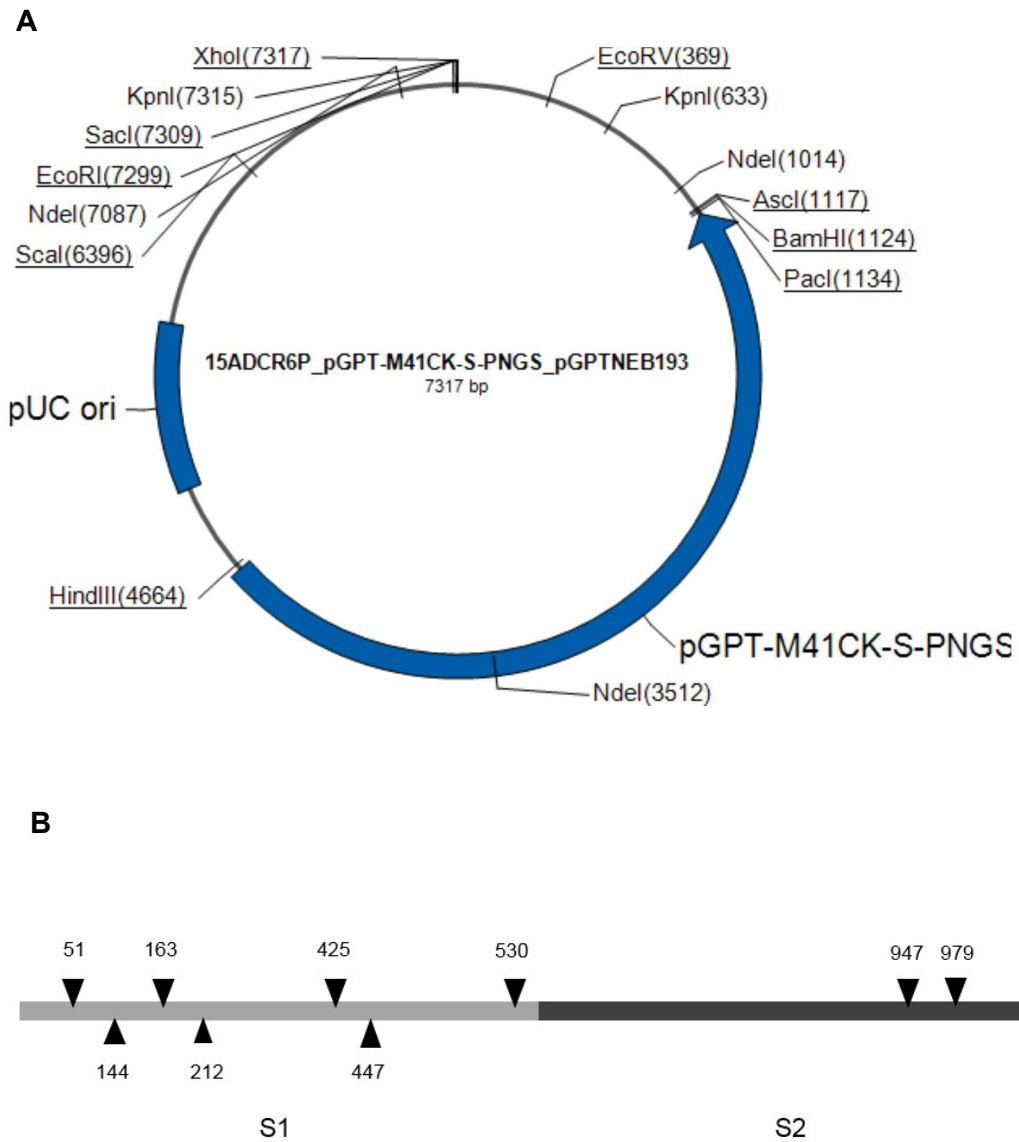 A
XhoI(7317)
KpnI(7315)
SacI(7309)
EcoRI(7299)
NdeI(7087)
ScaI(6396)
EcoRV(369)
KpnI(633)
NdeI(1014)
AscI(1117)
BamHI(1124)
PacI(1134)
15ADCR6P_pGPT-M41CK-S-PNGS_pGPTNEB193
7317 bp
pUC ori
HindIII(4664)
pGPT-M41CK-S-PNGS
NdeI(3512)
B
51 163 425 530 947 979
144 212 447
S1 S2